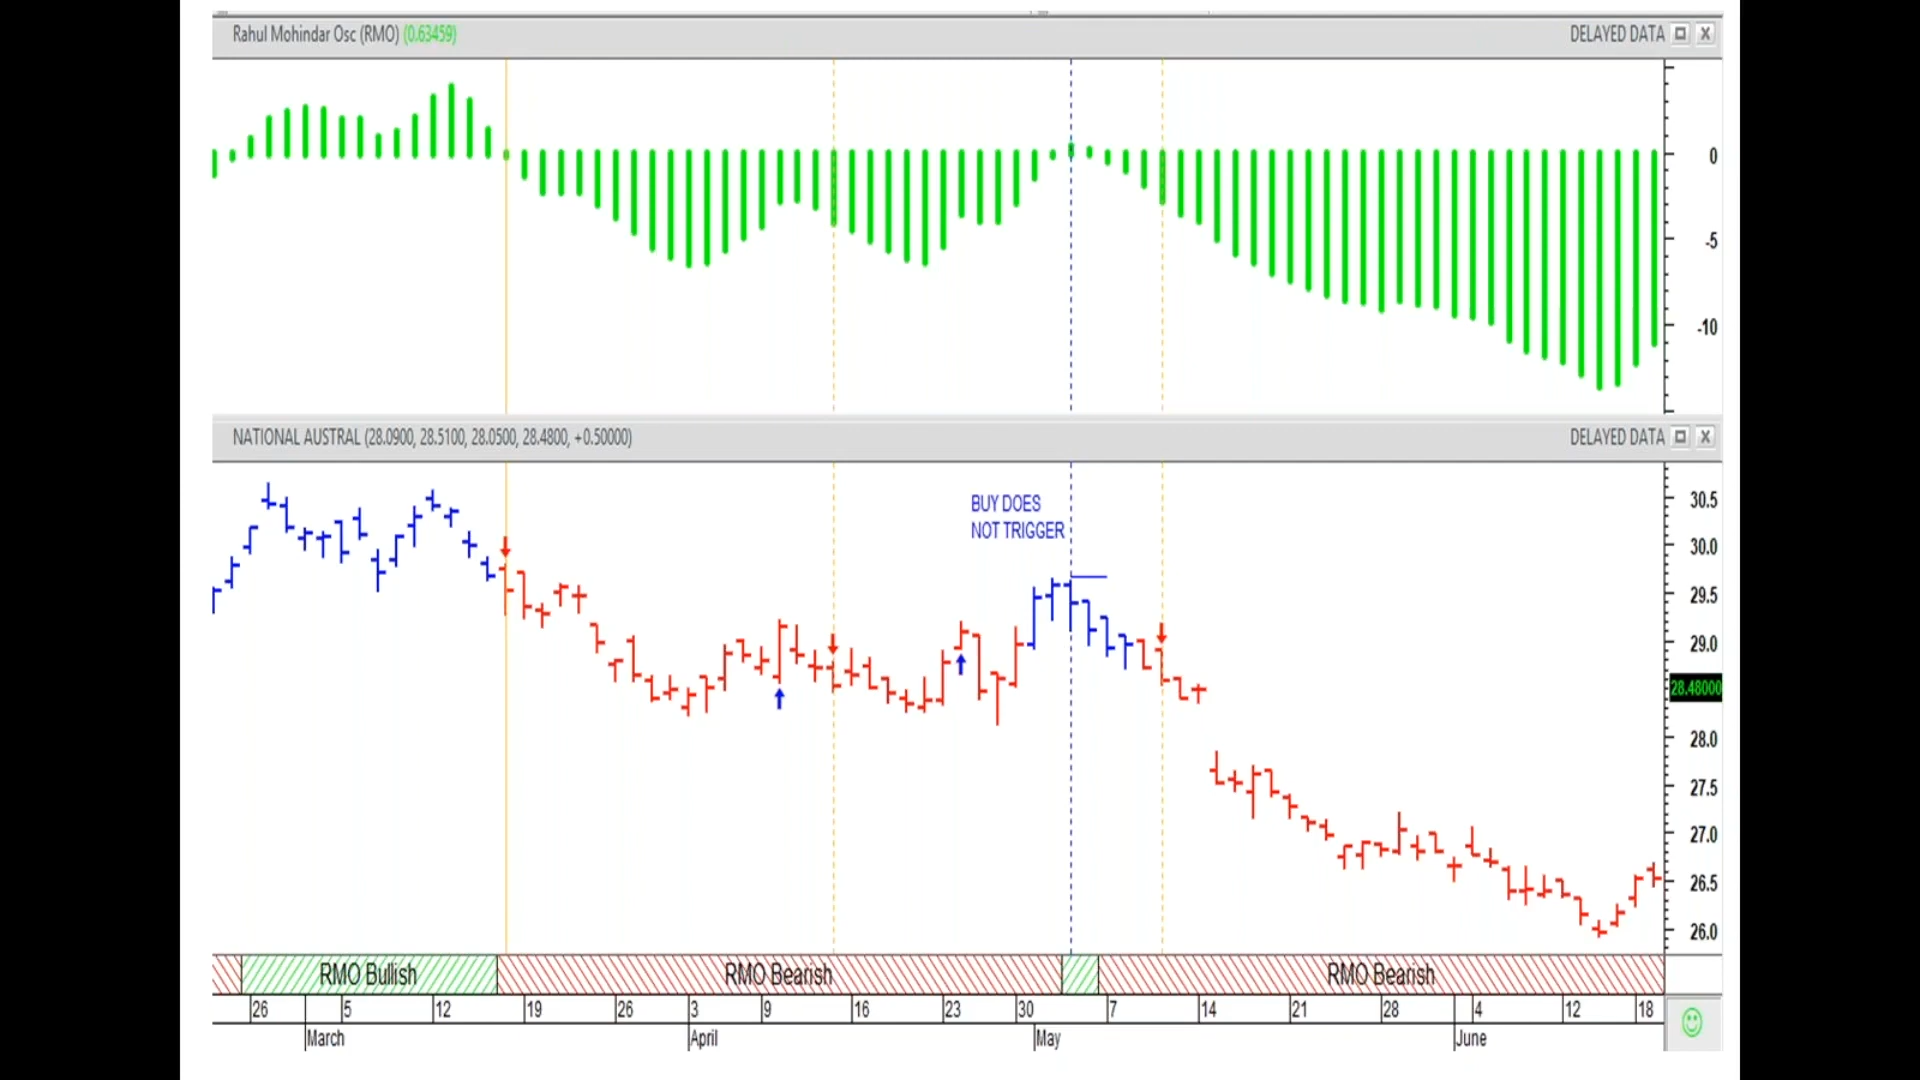 Rahul Mohindar Osc (RMO) (0.63459)
DELAYED DATA
0
-5
-10
NATIONAL AUSTRAL (28.0900, 28.5100, 28.0500, 28.4800, +0.50000)
DELAYED DATA
BUY DOES
NOT TRIGGER
30.5
30.0
29.5
29.0
28.48000
28.0
27.5
27.0
26.5
26.0
RMO Bullish
RMO Bearish
RMO Bearish
26 5 12 19 26 3 9 16 23 30 7 14 21 28 4 12 18
March April May June